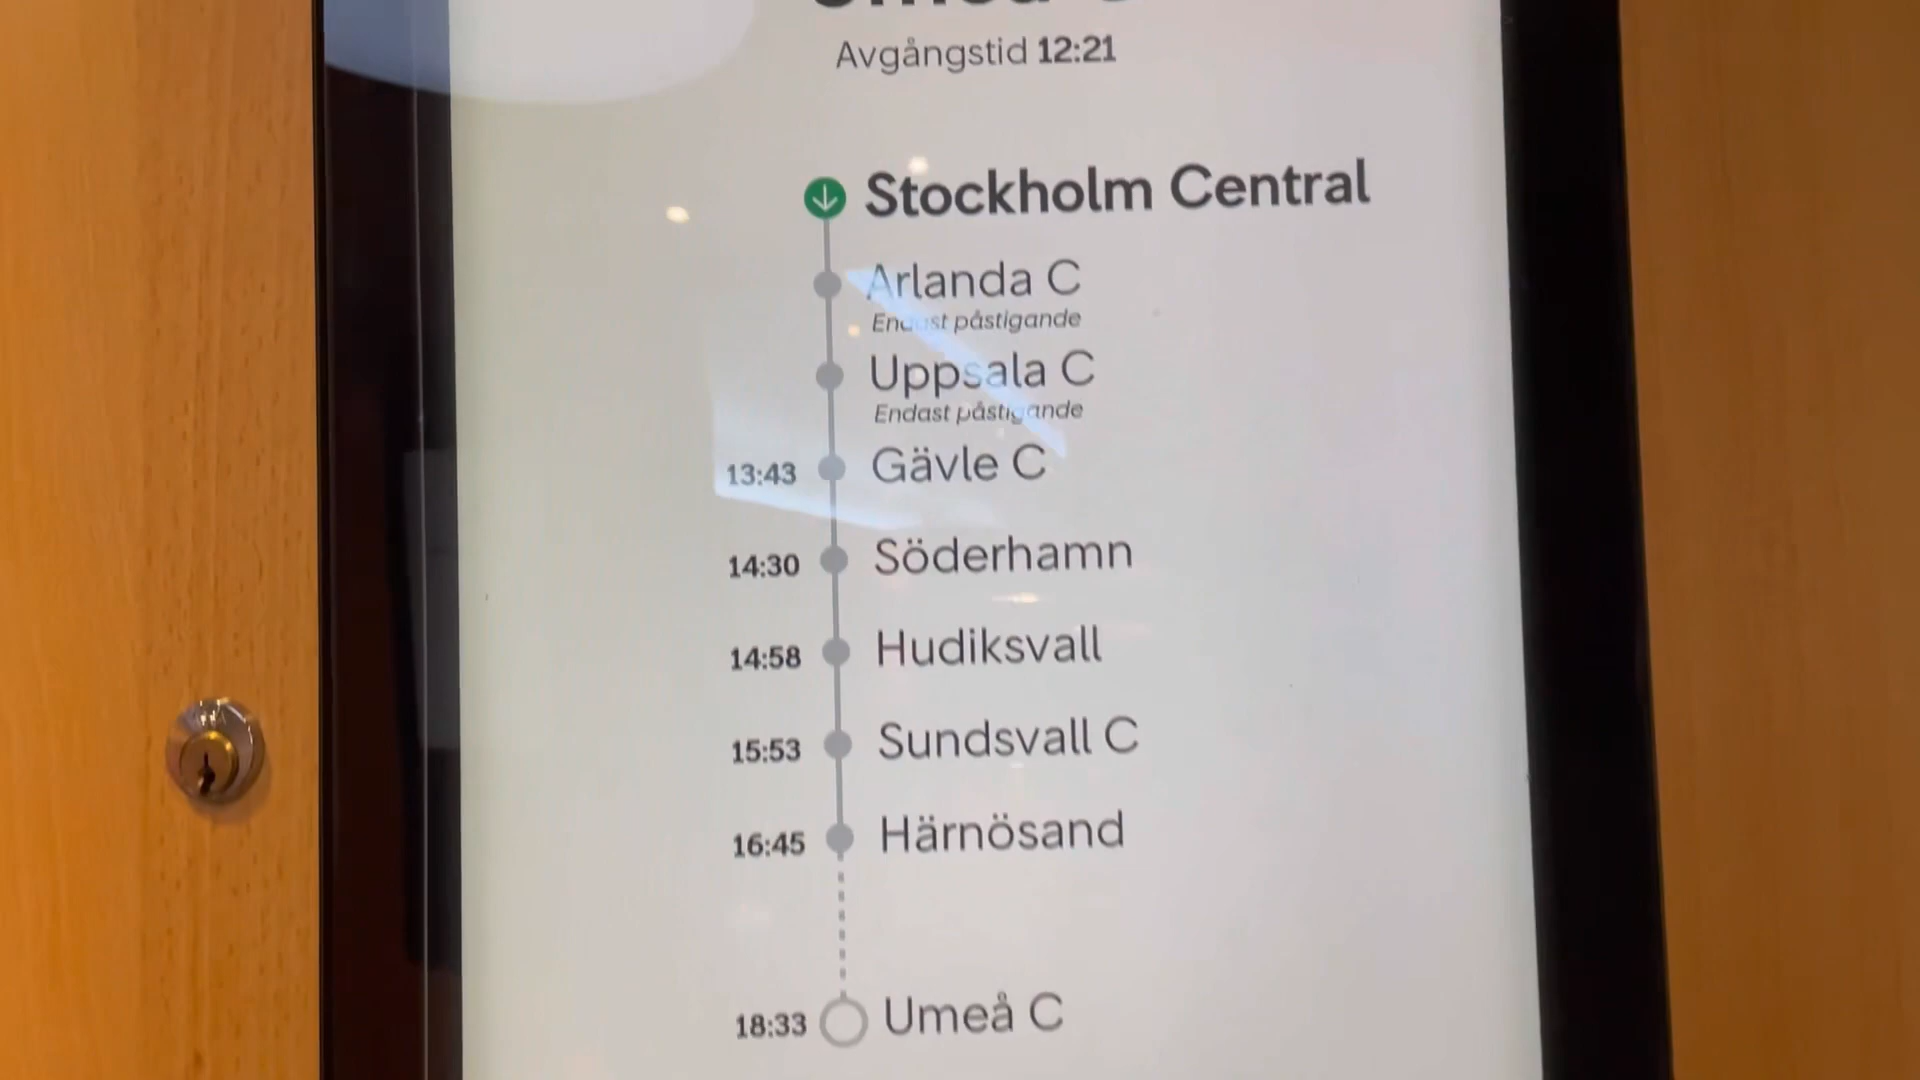 Avgångstid 12:21
Stockholm Central
Arlanda C
Endast påstigande
Uppsala C
Endast påstigande
13:43 Gävle C
14:30 Söderhamn
14:58 Hudiksvall
15:53 Sundsvall C
16:45 Härnösand
18:33 Umeå C